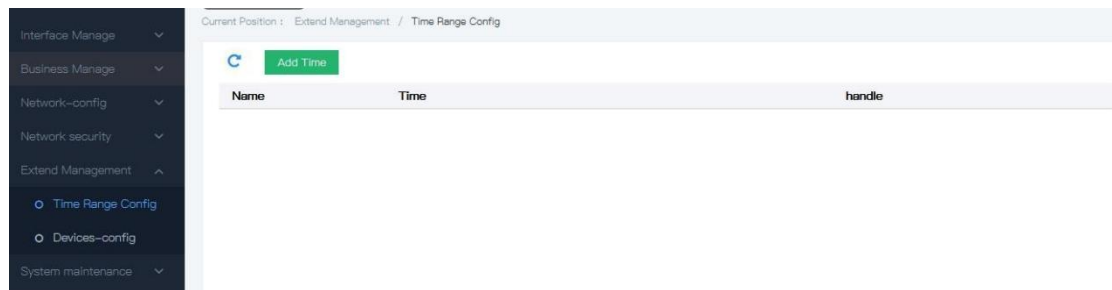 Current Position : Extend Management / Time Range Config
Interface Manage
Business Manage
Network-config
Network security
Extend Management
Time Range Config
Devices-config
System maintenance
Add Time
Name Time handle